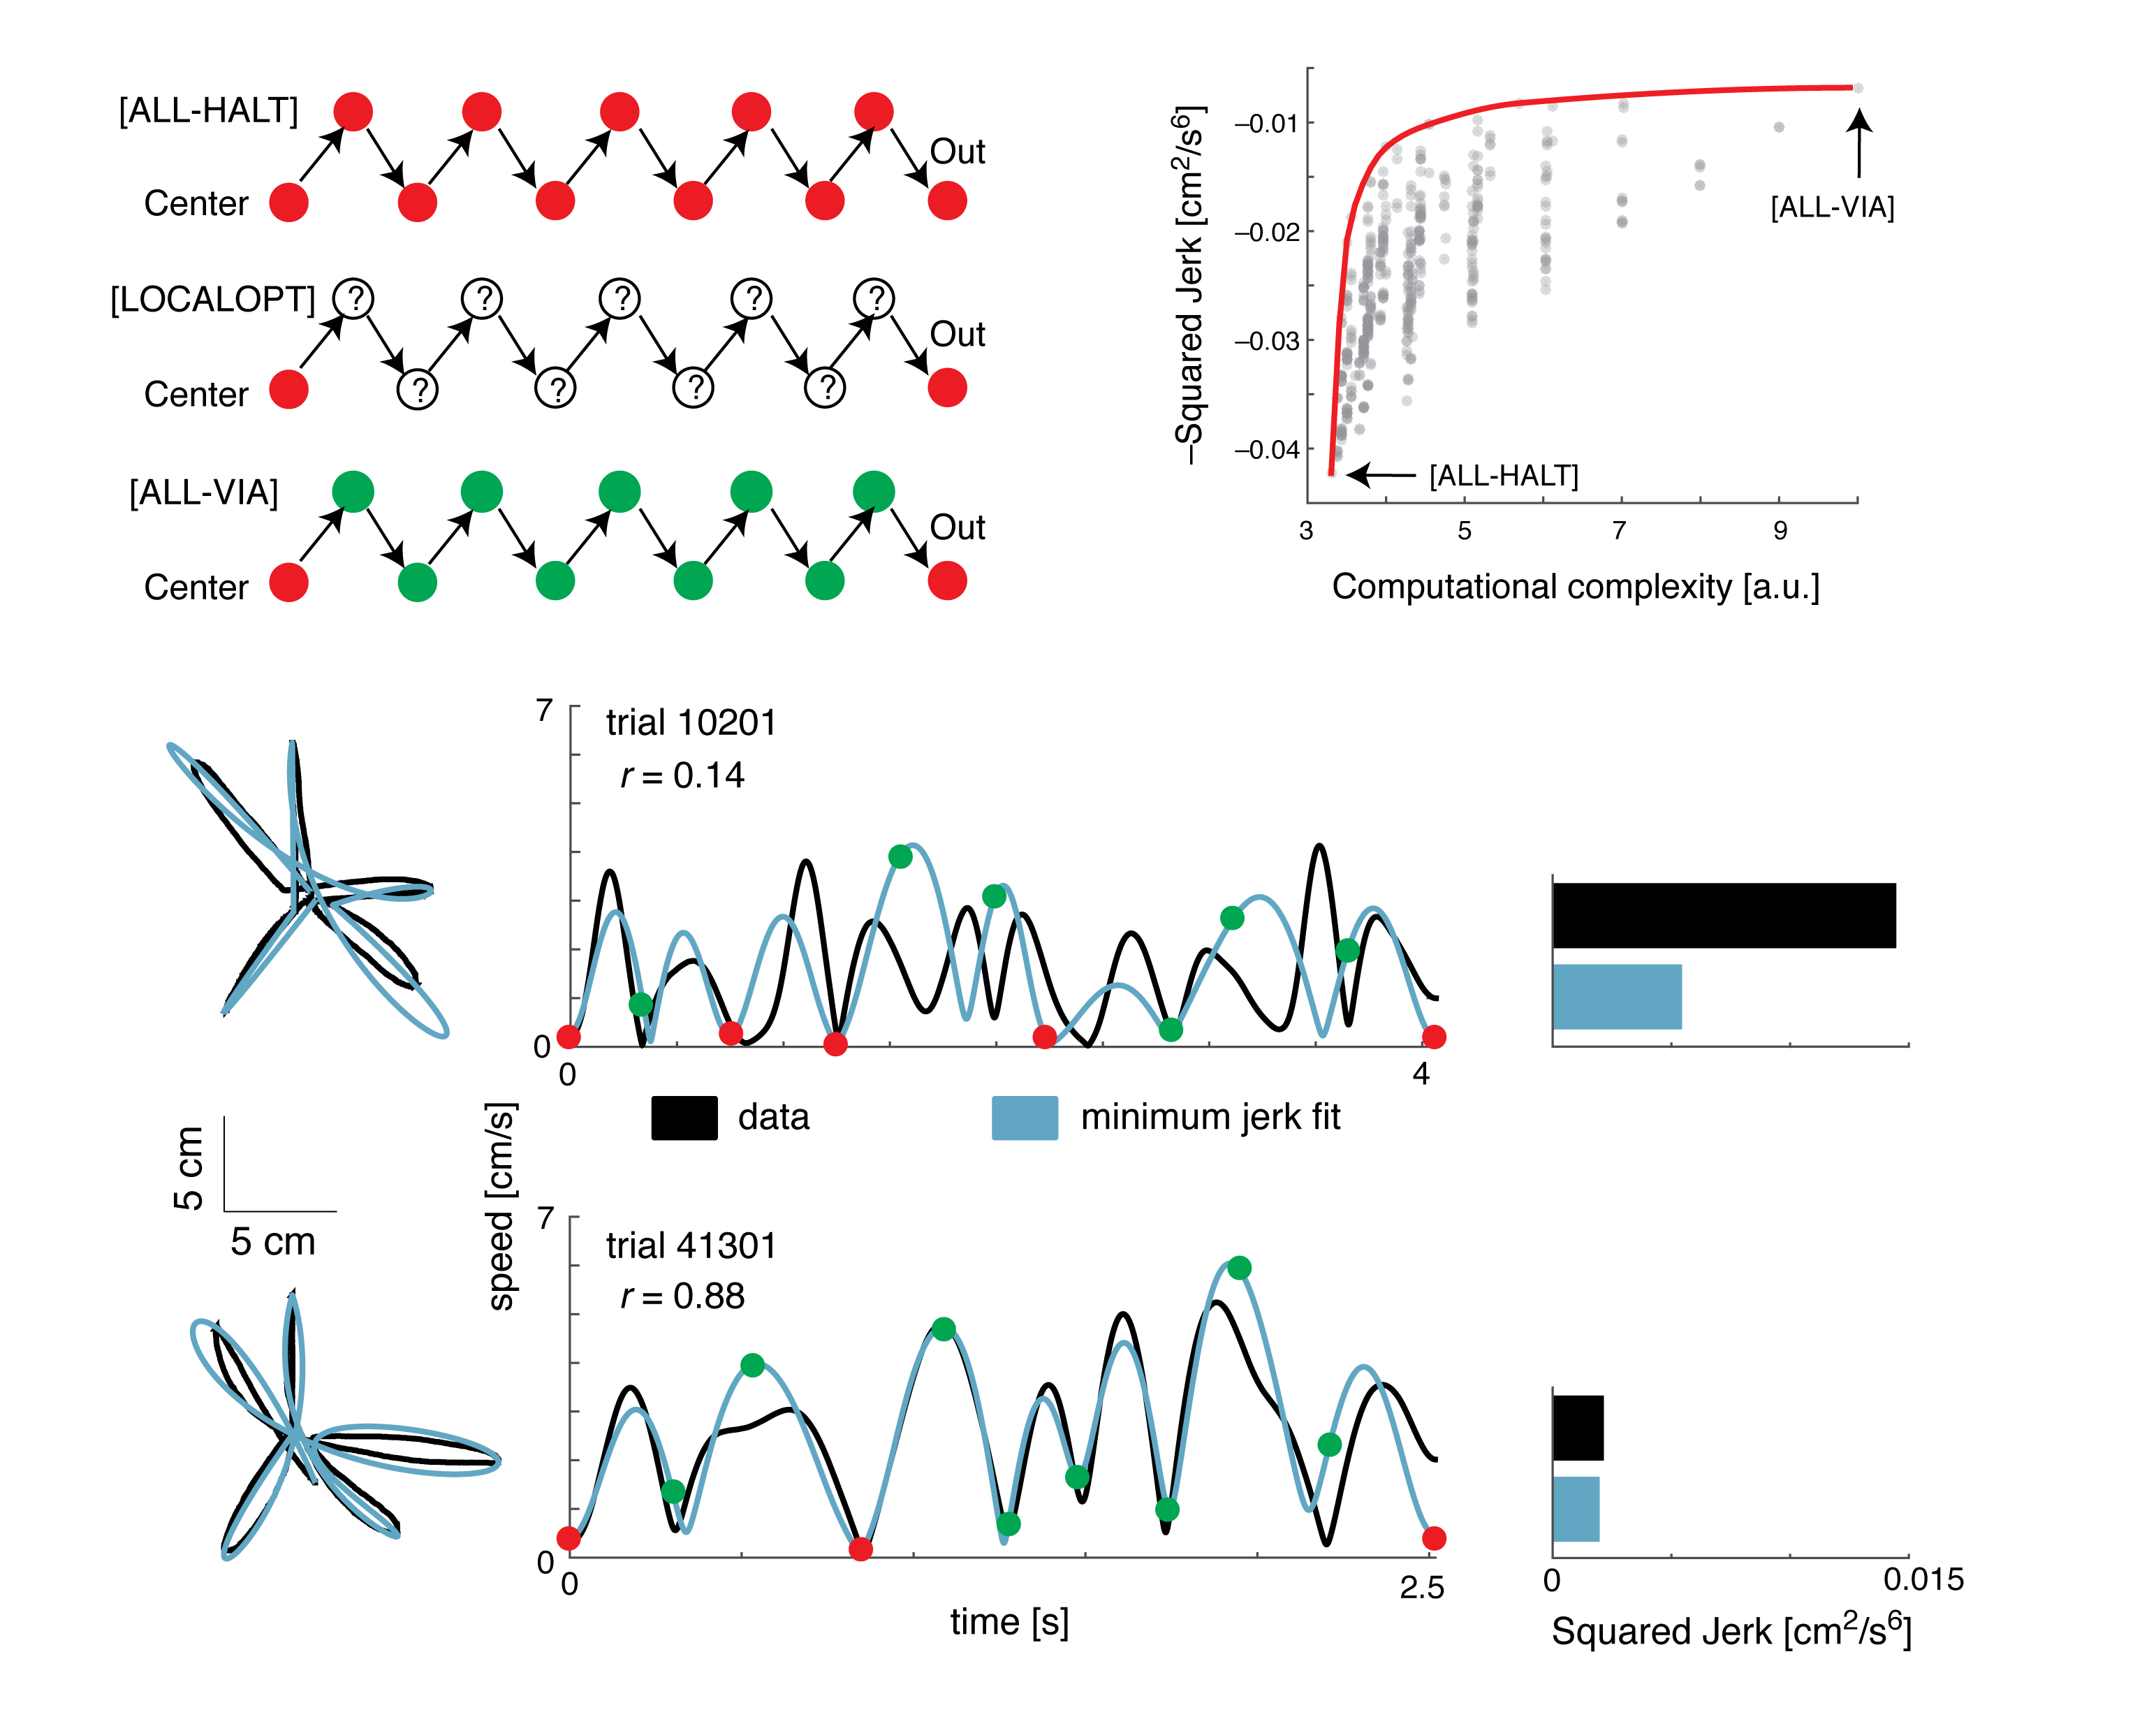 [ALL-HALT]
Out
Center
[LOCALOPT]
? ? ? ? ?
Out
Center
? ? ? ?
[ALL-VIA]
Out
Center
−Squared Jerk [cm²/s⁶]
−0.01
−0.02
−0.03
−0.04
[ALL-VIA]
[ALL-HALT]
3 5 7 9
Computational complexity [a.u.]
7
trial 10201
r = 0.14
0
0 4
data
minimum jerk fit
5 cm
5 cm
speed [cm/s]
7
trial 41301
r = 0.88
0
0 2.5
time [s]
0 0.015
Squared Jerk [cm²/s⁶]